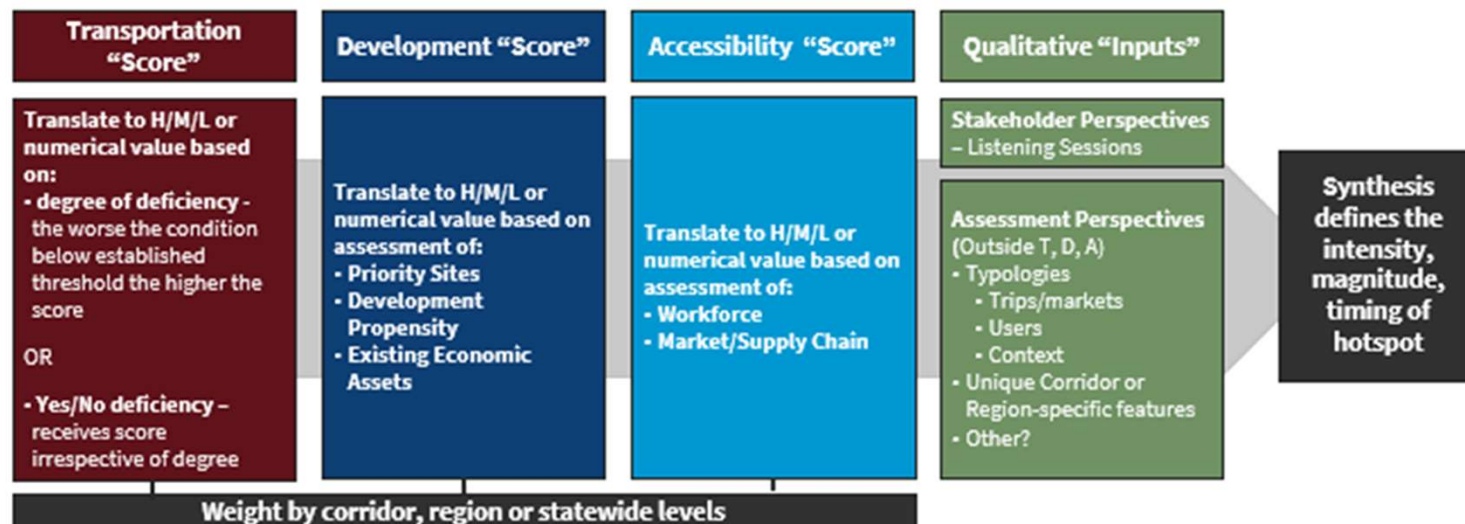 Transportation
“Score”
Translate to H/M/L or
numerical value based
on:
▪ degree of deficiency -
the worse the condition
below established
threshold the higher the
score
OR
▪ Yes/No deficiency –
receives score
irrespective of degree
Development “Score”
Translate to H/M/L or
numerical value based on
assessment of:
▪ Priority Sites
▪ Development
Propensity
▪ Existing Economic
Assets
Accessibility “Score”
Translate to H/M/L or
numerical value based on
assessment of:
▪ Workforce
▪ Market/Supply Chain
Qualitative “Inputs”
Stakeholder Perspectives
– Listening Sessions
Assessment Perspectives
(Outside T, D, A)
▪ Typologies
▪ Trips/markets
▪ Users
▪ Context
▪ Unique Corridor or
Region-specific features
▪ Other?
Synthesis
defines the
intensity,
magnitude,
timing of
hotspot
Weight by corridor, region or statewide levels